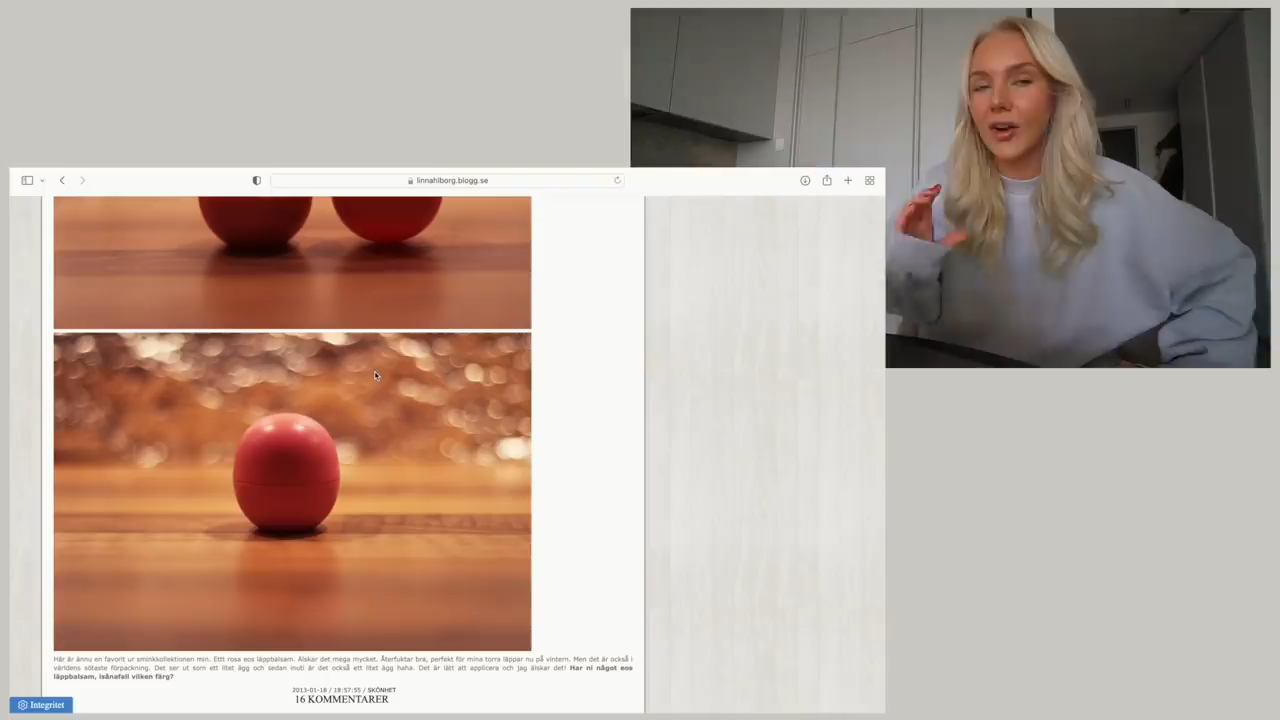 linnahlborg.blogg.se
Här är ännu en favorit ur sminkkollektionen min. Ettt rosa eos läppbalsam. Älskar det mega mycket. Återfuktar bra, perfekt för mina torra läppar nu på vintern. Men det är också i
världens sötaste förpackning. Det ser ut som ett litet ägg och sedan inuti är det också ett litet ägg haha. Det är lätt att applicera och jag älskar det! Har ni något eos
läppbalsam, isånafall vilken färg?
2013-01-18 / 18:57:55 / SKÖNHET
16 KOMMENTARER
Integritet